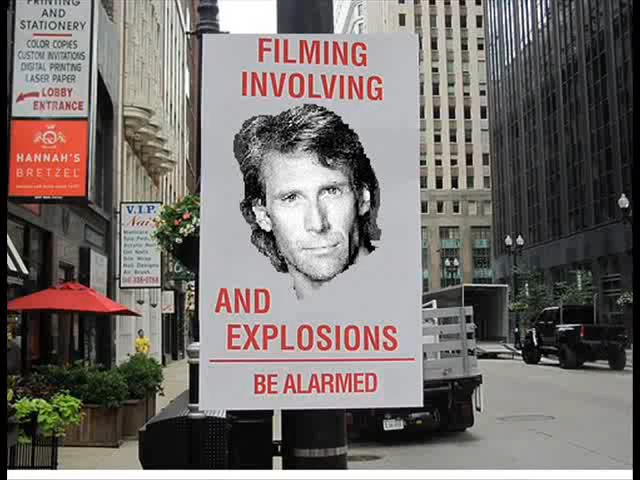 PRINTING
AND
STATIONERY
COLOR COPIES
CUSTOM INVITATIONS
DIGITAL PRINTING
LASER PAPER
LOBBY
ENTRANCE
HANNAH'S
BRETZEL
V.I.P.
Nails
FILMING
INVOLVING
AND
EXPLOSIONS
BE ALARMED